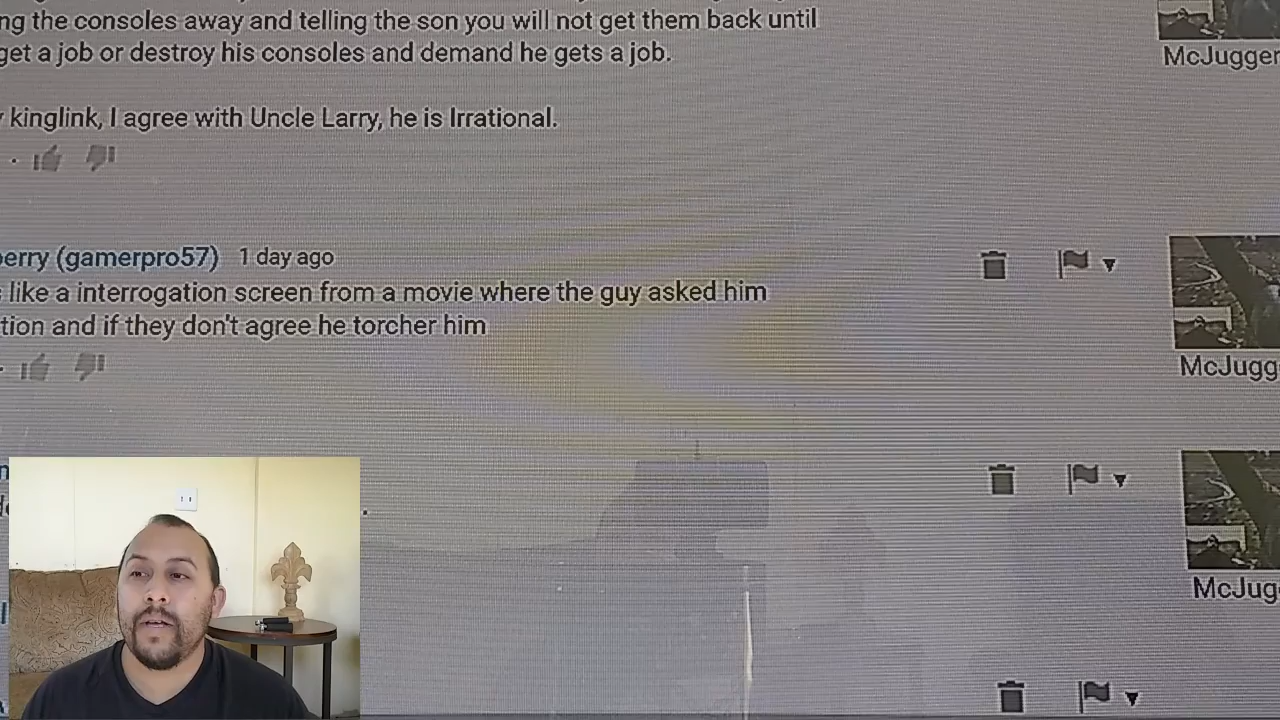 ng the consoles away and telling the son you will not get them back until
get a job or destroy his consoles and demand he gets a job.
McJugger
kinglink, I agree with Uncle Larry, he is Irrational.
erry (gamerpro57) 1 day ago
like a interrogation screen from a movie where the guy asked him
tion and if they don't agree he torcher him
McJugg
McJug